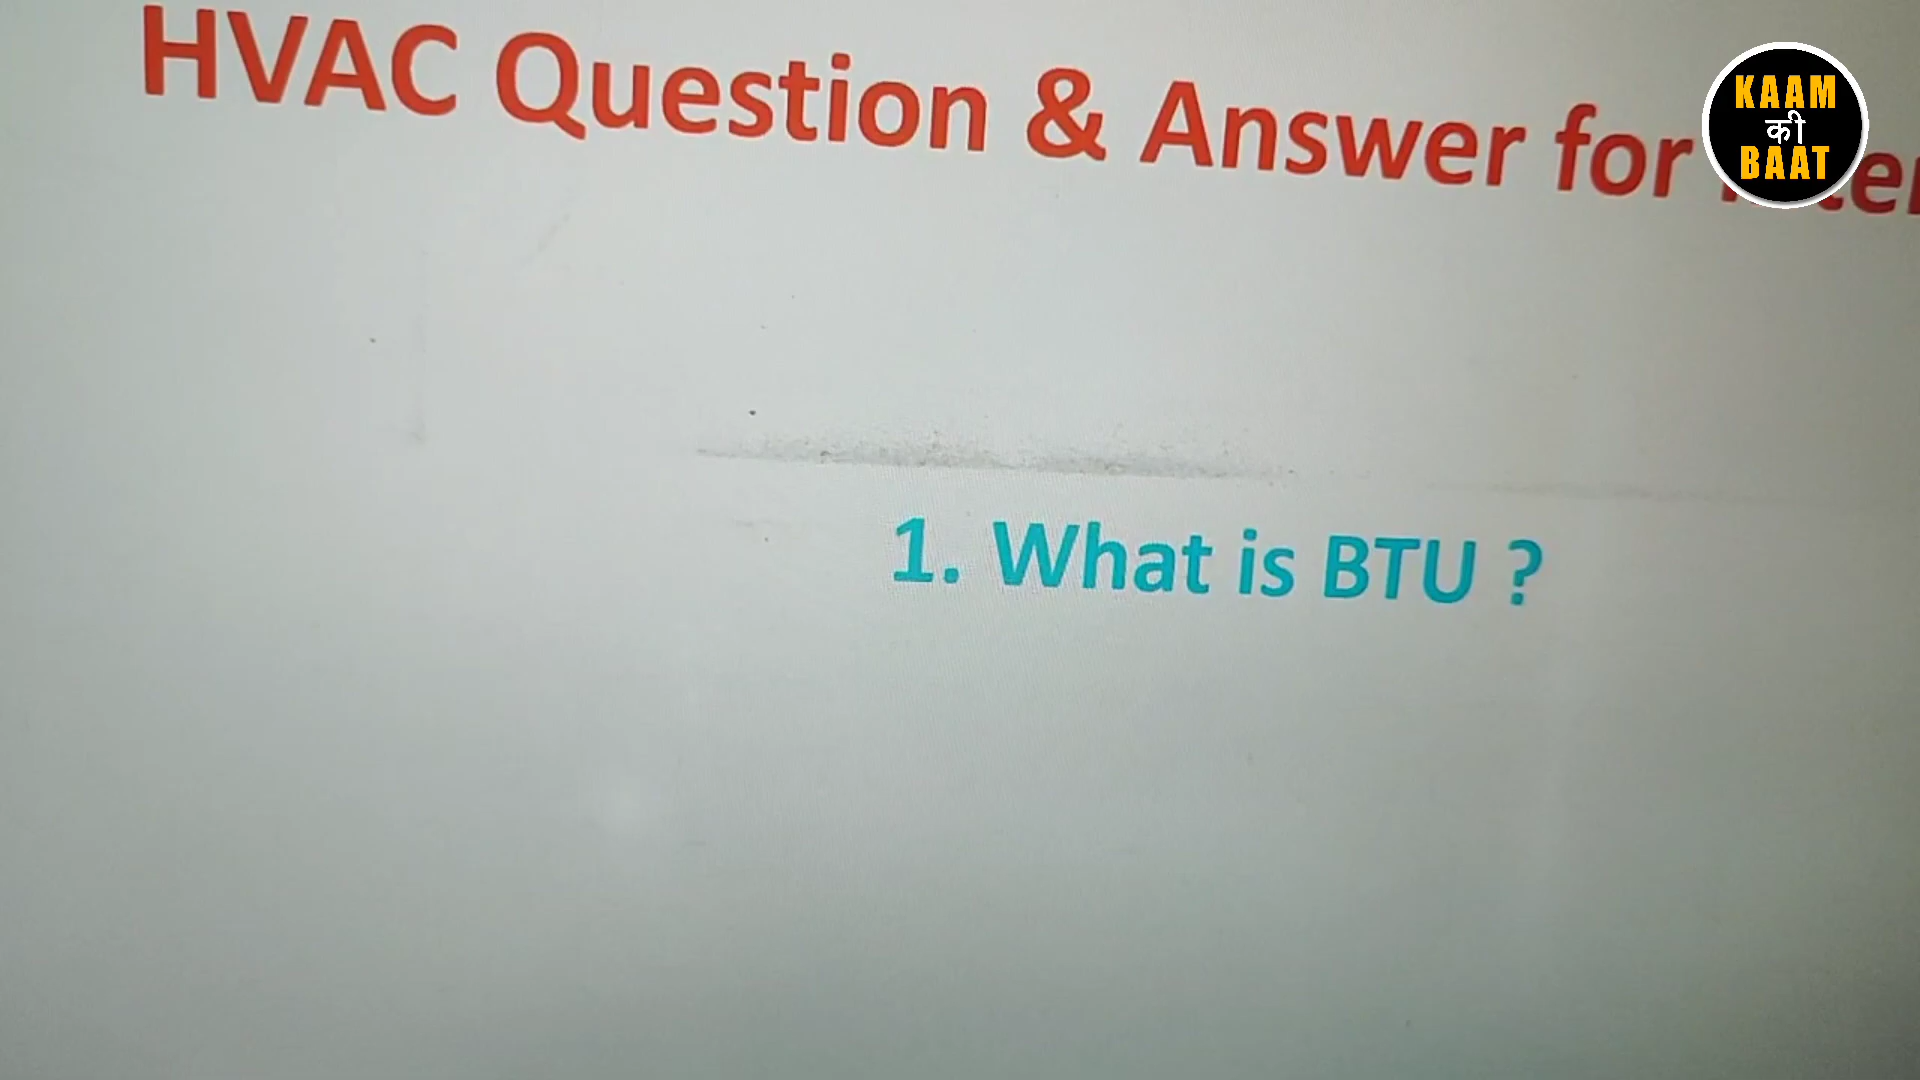 HVAC Question & Answer for
KAAM
की
BAAT
1. What is BTU ?